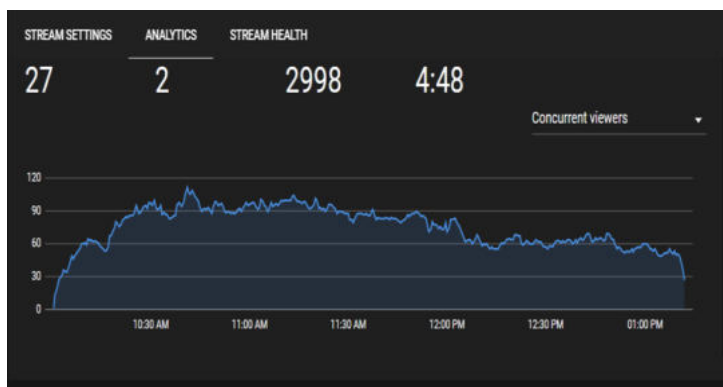 STREAM SETTINGS ANALYTICS STREAM HEALTH
27 2 2998 4:48
Concurrent viewers
120
90
60
30
0
10:30 AM 11:00 AM 11:30 AM 12:00 PM 12:30 PM 01:00 PM